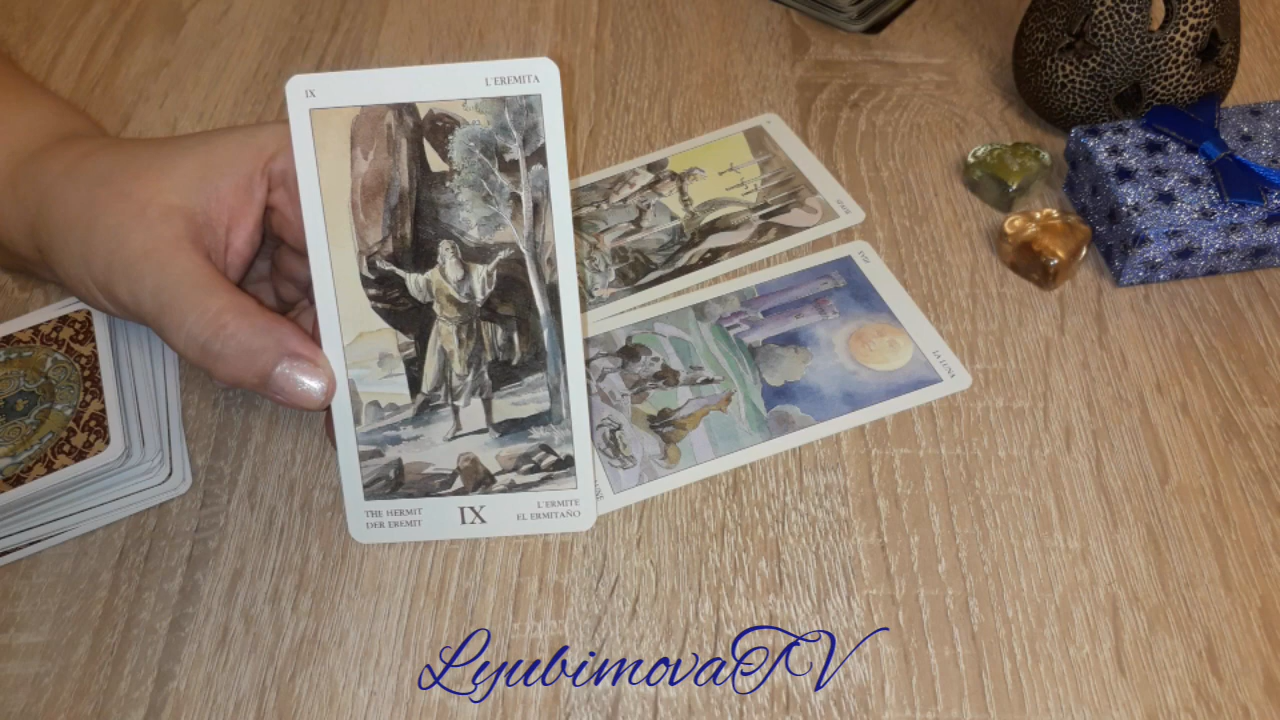 IX
L'EREMITA
THE HERMIT
DER EREMIT
IX
L'ERMITE
EL ERMITAÑO
LA LUNA
LyubimovaTV